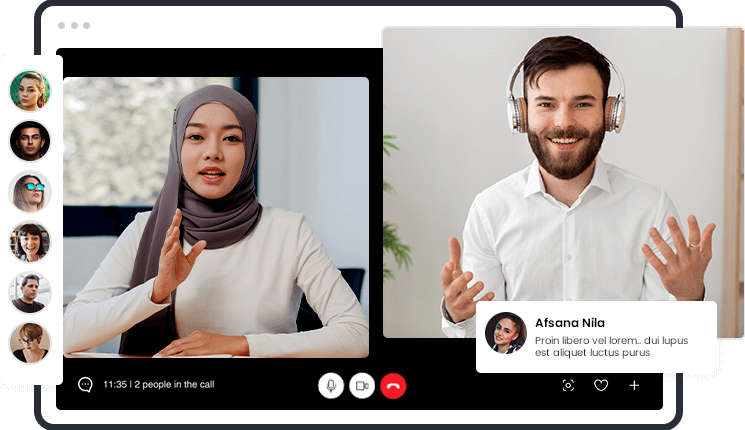 Afsana Nila
Proin libero vel lorem.. dui lupus
est aliquet luctus purus
11:35 | 2 people in the call